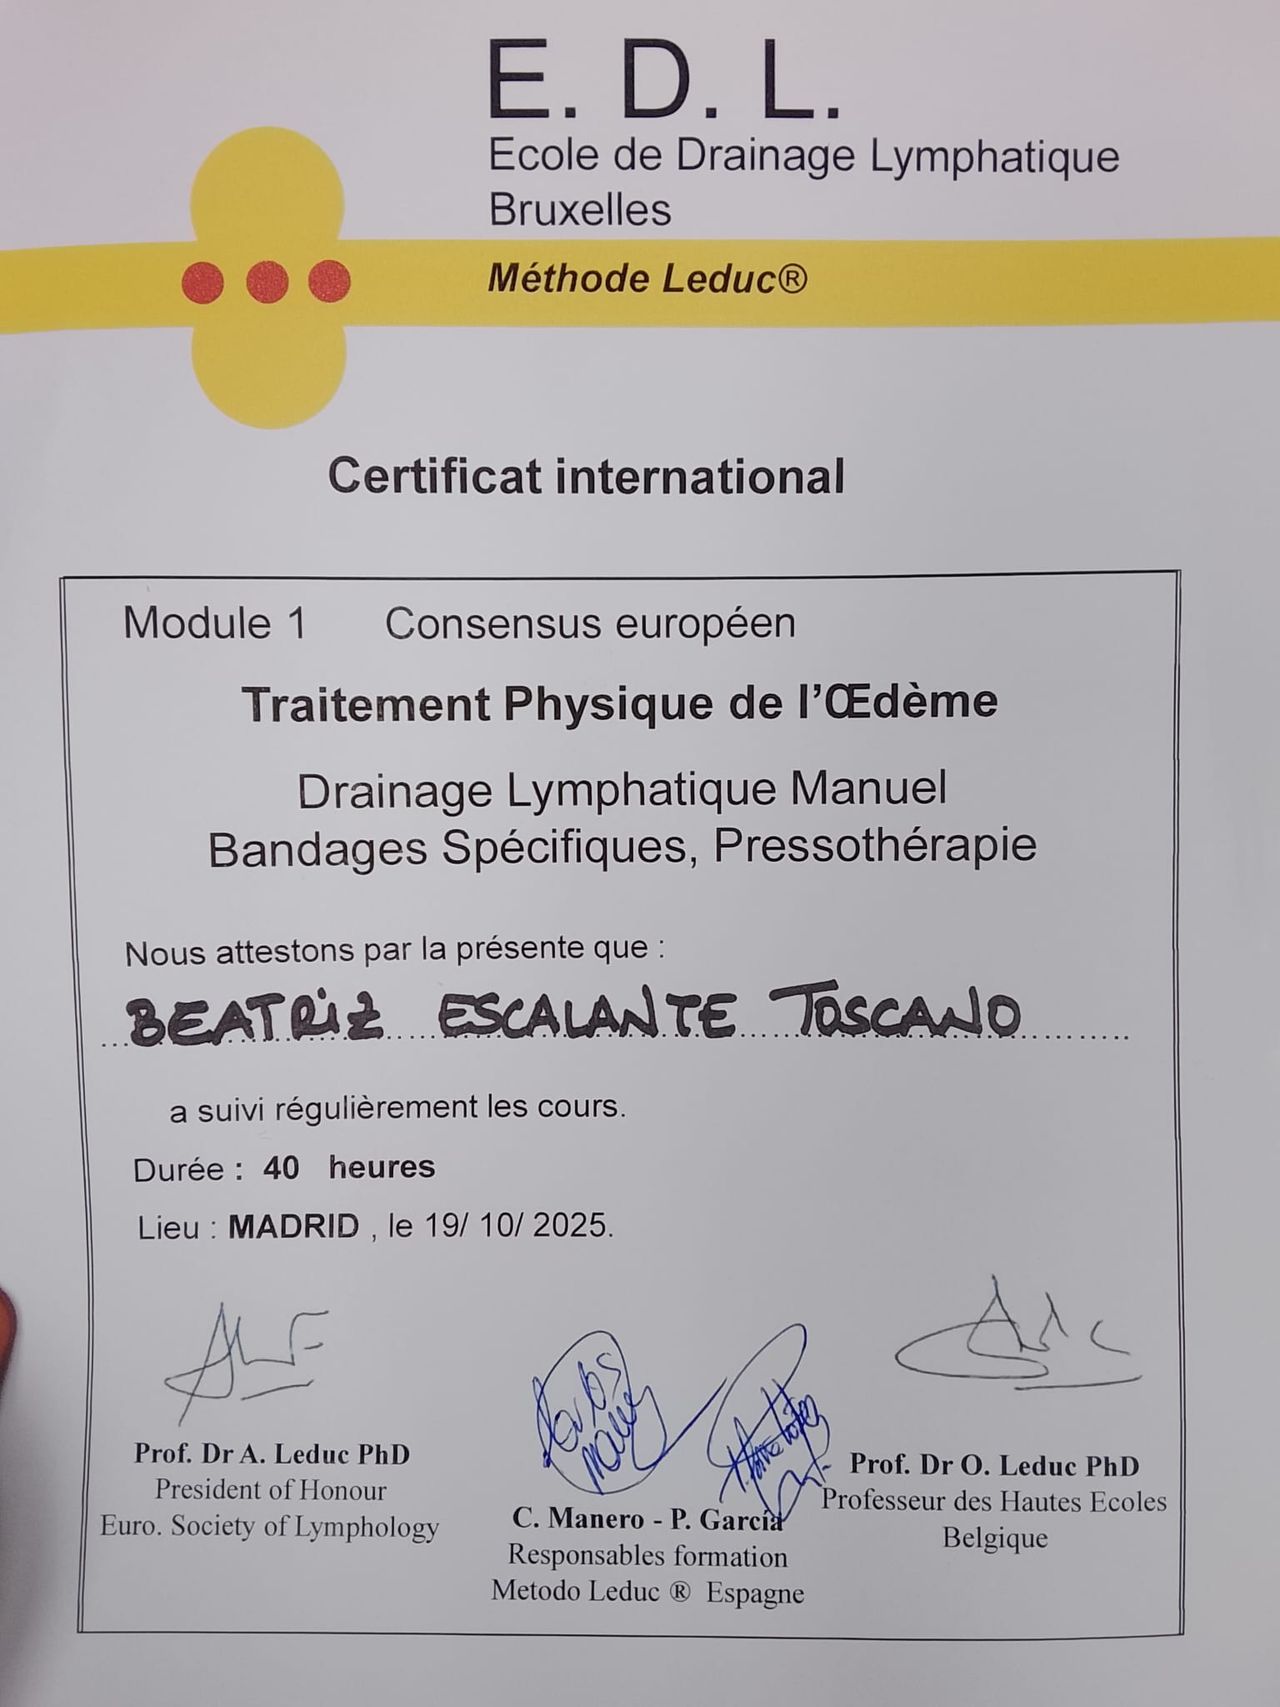 E. D. L.
Ecole de Drainage Lymphatique
Bruxelles
Méthode Leduc®
Certificat international
Module 1 Consensus européen
Traitement Physique de l'Œdème
Drainage Lymphatique Manuel
Bandages Spécifiques, Pressothérapie
Nous attestons par la présente que :
BEATRiZ ESCALANTE TOSCANO
a suivi régulièrement les cours.
Durée : 40 heures
Lieu : MADRID , le 19/ 10/ 2025.
Prof. Dr A. Leduc PhD
President of Honour
Euro. Society of Lymphology
Carlos Manero
C. Manero - P. García
Responsables formation
Metodo Leduc ® Espagne
Prof. Dr O. Leduc PhD
Professeur des Hautes Ecoles
Belgique